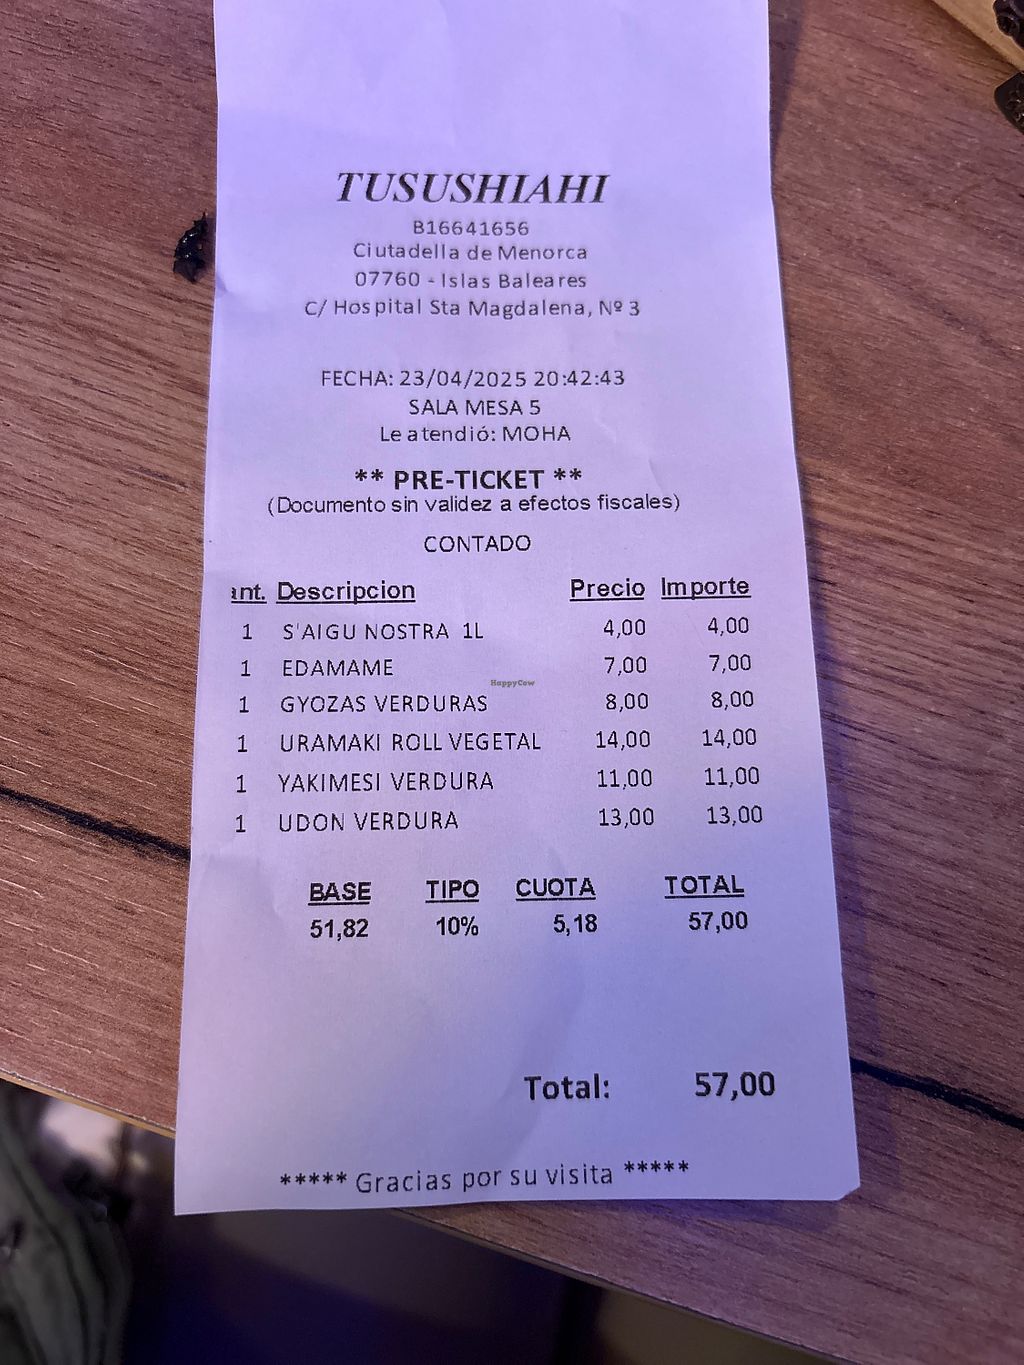 TUSUSHIAHI
B16641656
Ciutadella de Menorca
07760 - Islas Baleares
C/ Hospital Sta Magdalena, Nº 3
FECHA: 23/04/2025 20:42:43
SALA MESA 5
Le atendió: MOHA
** PRE-TICKET **
(Documento sin validez a efectos fiscales)
CONTADO
ant. Descripcion Precio Importe
1 S'AIGU NOSTRA 1L 4,00 4,00
1 EDAMAME 7,00 7,00
HappyCow
1 GYOZAS VERDURAS 8,00 8,00
1 URAMAKI ROLL VEGETAL 14,00 14,00
1 YAKIMESI VERDURA 11,00 11,00
1 UDON VERDURA 13,00 13,00
BASE TIPO CUOTA TOTAL
51,82 10% 5,18 57,00
Total: 57,00
***** Gracias por su visita *****